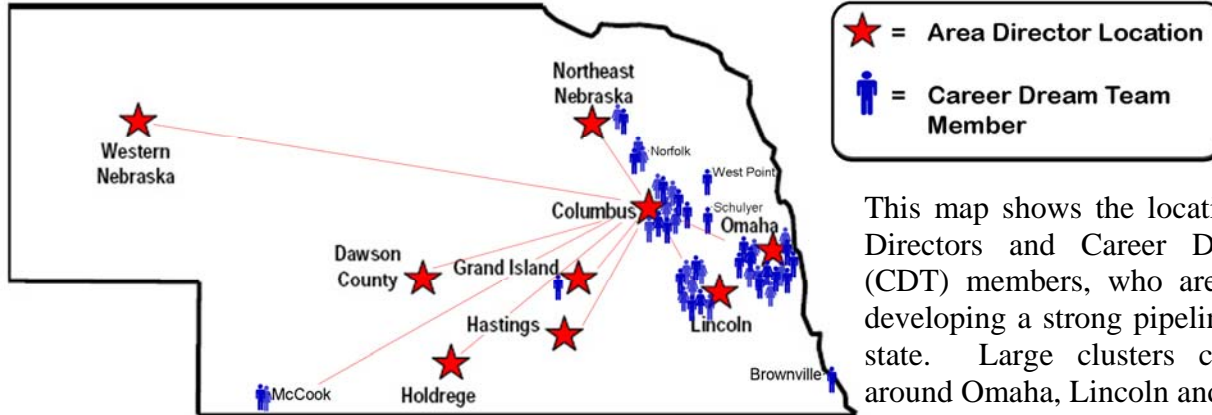 = Area Director Location
= Career Dream Team
Member
Northeast
Nebraska
Western
Nebraska
Norfolk
West Point
Columbus
Schulyer
Omaha
Dawson
County
Grand Island
Hastings
Lincoln
Holdrege
McCook
Brownville
This map shows the locati
Directors and Career D
(CDT) members, who are
developing a strong pipelin
state. Large clusters c
around Omaha, Lincoln and